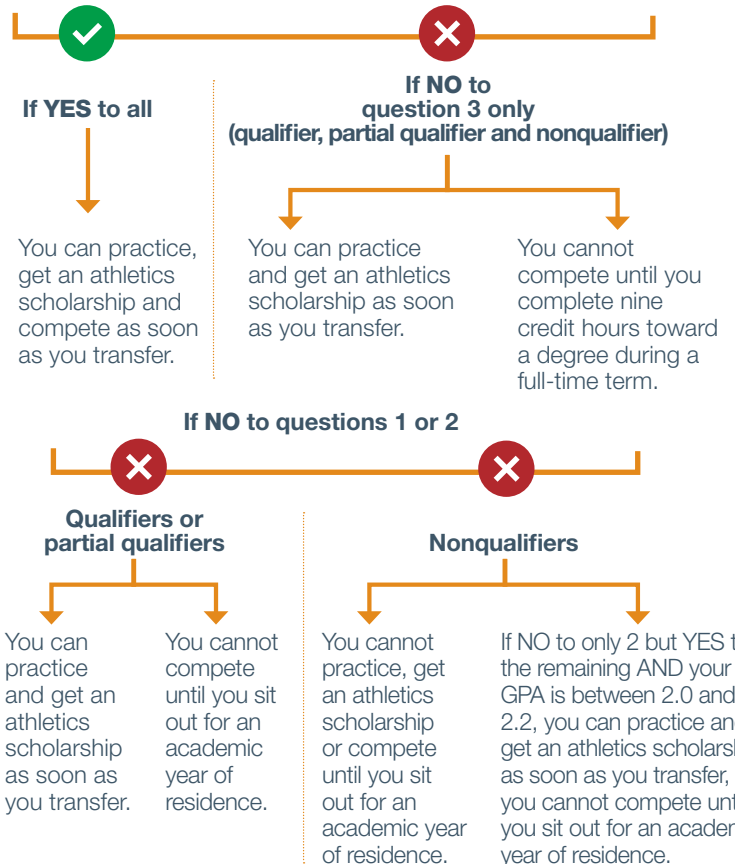 If YES to all
If NO to
question 3 only
(qualifier, partial qualifier and nonqualifier)
You can practice,
get an athletics
scholarship and
compete as soon
as you transfer.
You can practice
and get an athletics
scholarship as soon
as you transfer.
You cannot
compete until you
complete nine
credit hours toward
a degree during a
full-time term.
If NO to questions 1 or 2
Qualifiers or
partial qualifiers
Nonqualifiers
You can
practice
and get an
athletics
scholarship
as soon as
you transfer.
You cannot
compete
until you sit
out for an
academic
year of
residence.
You cannot
practice, get
an athletics
scholarship
or compete
until you sit
out for an
academic year
of residence.
If NO to only 2 but YES
the remaining AND your
GPA is between 2.0 and
2.2, you can practice
get an athletics
as soon as you transfer,
you cannot compete
you sit out for an
year of residence.